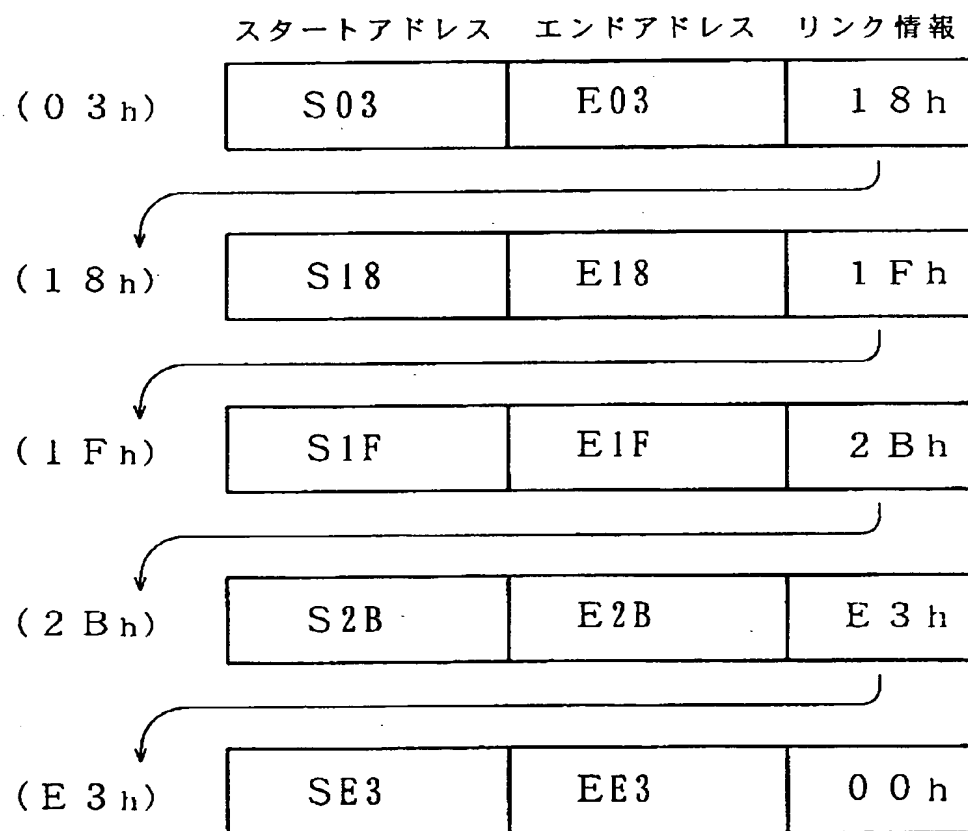 スタートアドレス エンドアドレス リンク情報
(03h) S03 E03 18h
(18h) S18 E18 1Fh
(1Fh) S1F E1F 2Bh
(2Bh) S2B E2B E3h
(E3h) SE3 EE3 00h